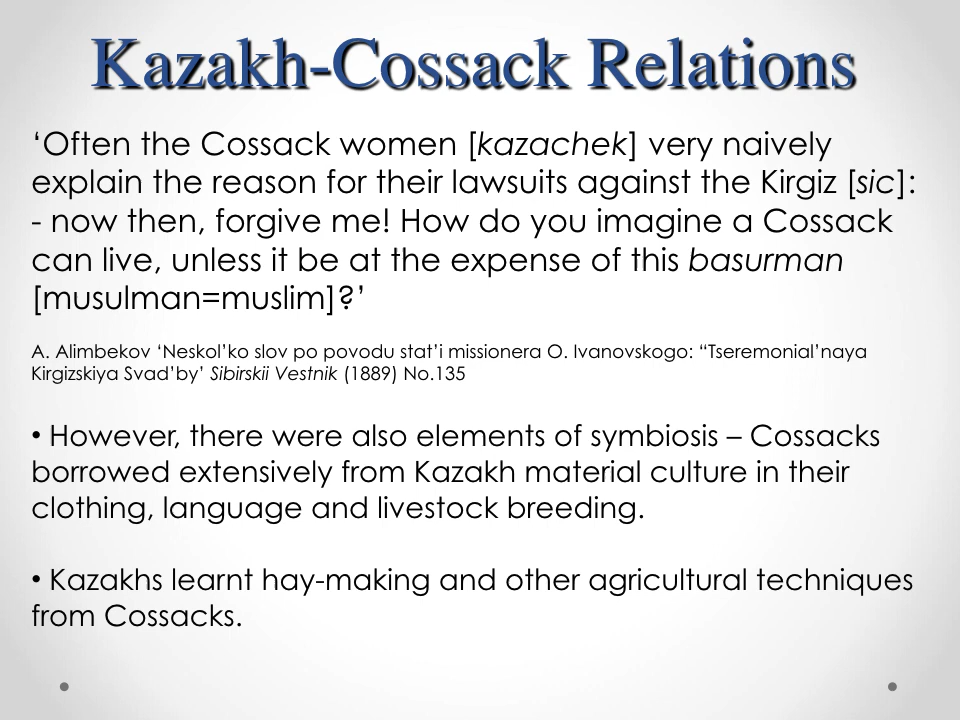 Kazakh-Cossack Relations
‘Often the Cossack women [kazachek] very naively
explain the reason for their lawsuits against the Kirgiz [sic]:
- now then, forgive me! How do you imagine a Cossack
can live, unless it be at the expense of this basurman
[musulman=muslim]?’
A. Alimbekov ‘Neskol’ko slov po povodu stat’i missionera O. Ivanovskogo: “Tseremonial’naya
Kirgizskiya Svad’by’ Sibirskii Vestnik (1889) No.135
• However, there were also elements of symbiosis – Cossacks
borrowed extensively from Kazakh material culture in their
clothing, language and livestock breeding.
• Kazakhs learnt hay-making and other agricultural techniques
from Cossacks.